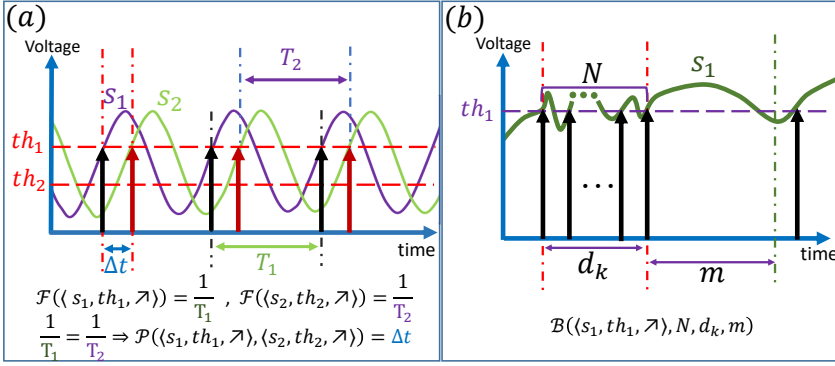 (a)
Voltage
T₂
S₁ S₂
th₁
th₂
time
Δt
T₁
ℱ(⟨ s₁, th₁, ↗⟩) = 1/T₁ , ℱ(⟨s₂, th₂, ↗⟩) = 1/T₂
1/T₁ = 1/T₂ ⇒ 𝒫(⟨s₁, th₁, ↗⟩, ⟨s₂, th₂, ↗⟩) = Δt
(b)
Voltage
N
s₁
th₁
...
...
time
d_k
m
ℬ(⟨s₁, th₁, ↗⟩, N, d_k, m)